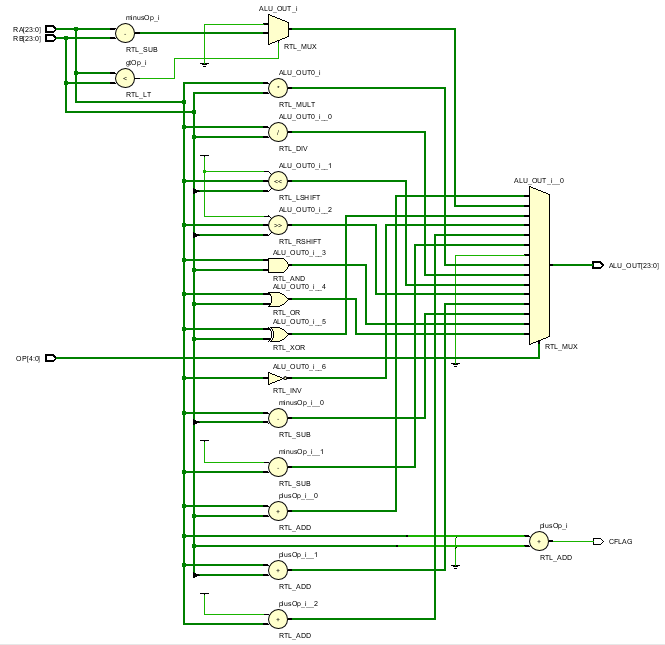 ALU_OUT_i
minusOp_i
RA[23:0]
RB[23:0]
-
RTL_SUB
RTL_MUX
gtOp_i
<
RTL_LT
ALU_OUT0_i
*
RTL_MULT
ALU_OUT0_i__0
/
RTL_DIV
ALU_OUT0_i__1
<<
RTL_LSHIFT
ALU_OUT_i__0
ALU_OUT0_i__2
>>
RTL_RSHIFT
ALU_OUT0_i__3
ALU_OUT[23:0]
RTL_AND
ALU_OUT0_i__4
RTL_OR
ALU_OUT0_i__5
RTL_XOR
RTL_MUX
OP[4:0]
ALU_OUT0_i__6
RTL_INV
minusOp_i__0
-
RTL_SUB
minusOp_i__1
-
RTL_SUB
plusOp_i__0
+
RTL_ADD
plusOp_i
+
CFLAG
RTL_ADD
plusOp_i__1
+
RTL_ADD
plusOp_i__2
+
RTL_ADD